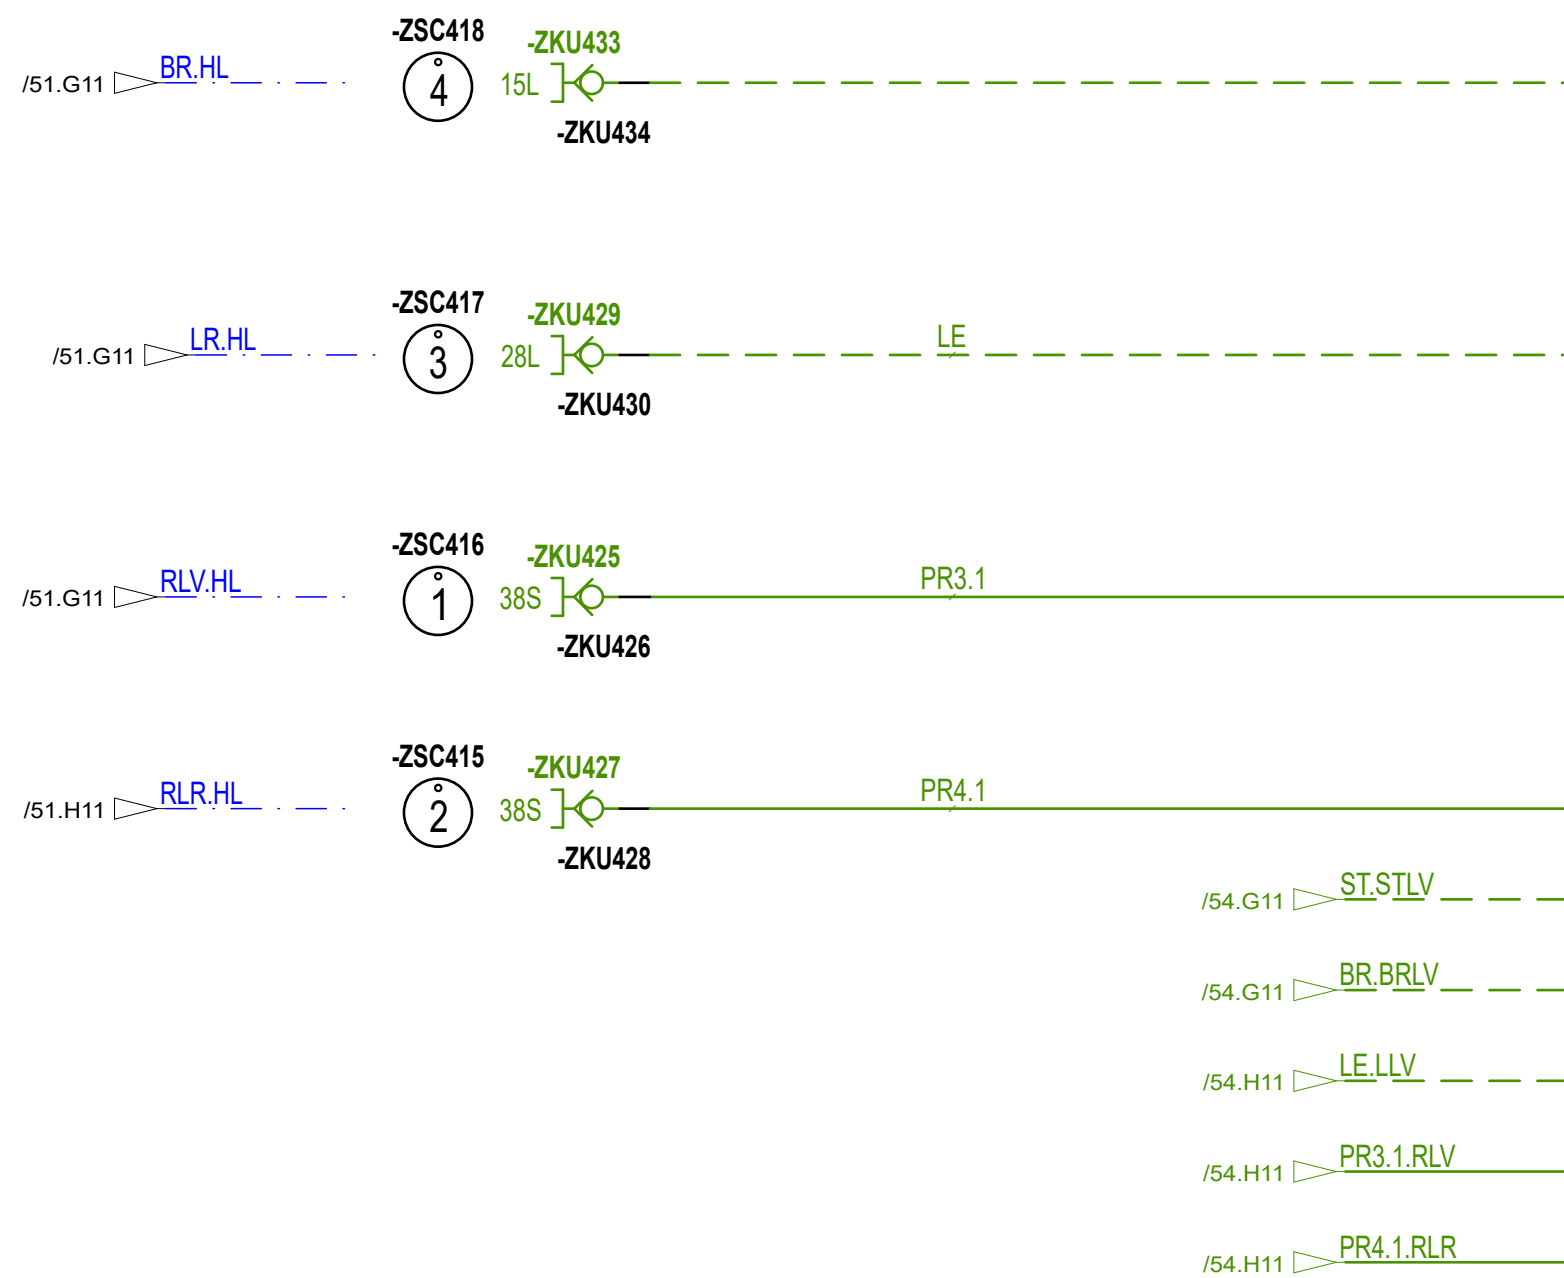 -ZSC418
-ZKU433
/51.G11
BR.HL
4
15L
-ZKU434
-ZSC417
-ZKU429
/51.G11
LR.HL
3
28L
LE
-ZKU430
-ZSC416
-ZKU425
/51.G11
RLV.HL
1
38S
PR3.1
-ZKU426
-ZSC415
-ZKU427
/51.H11
RLR.HL
2
38S
PR4.1
-ZKU428
/54.G11
ST.STLV
/54.G11
BR.BRLV
/54.H11
LE.LLV
/54.H11
PR3.1.RLV
/54.H11
PR4.1.RLR